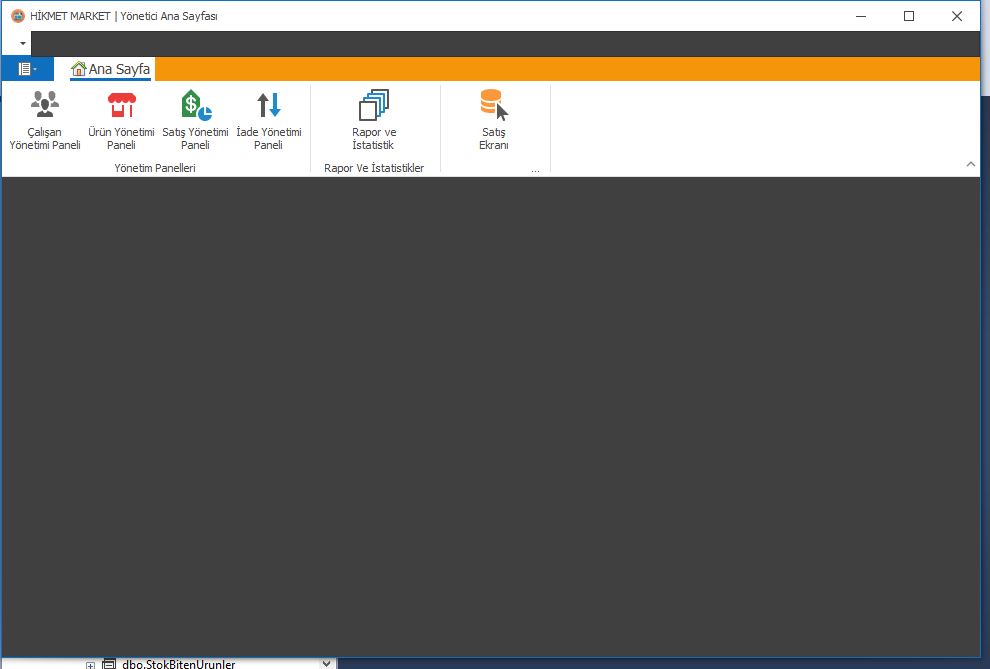 HİKMET MARKET | Yönetici Ana Sayfası
Ana Sayfa
Çalışan
Yönetimi Paneli
Ürün Yönetimi
Paneli
Satış Yönetimi
Paneli
İade Yönetimi
Paneli
Yönetim Panelleri
Rapor ve
İstatistik
Rapor Ve İstatistikler
Satış
Ekranı
...
dbo.StokBitenUrunler